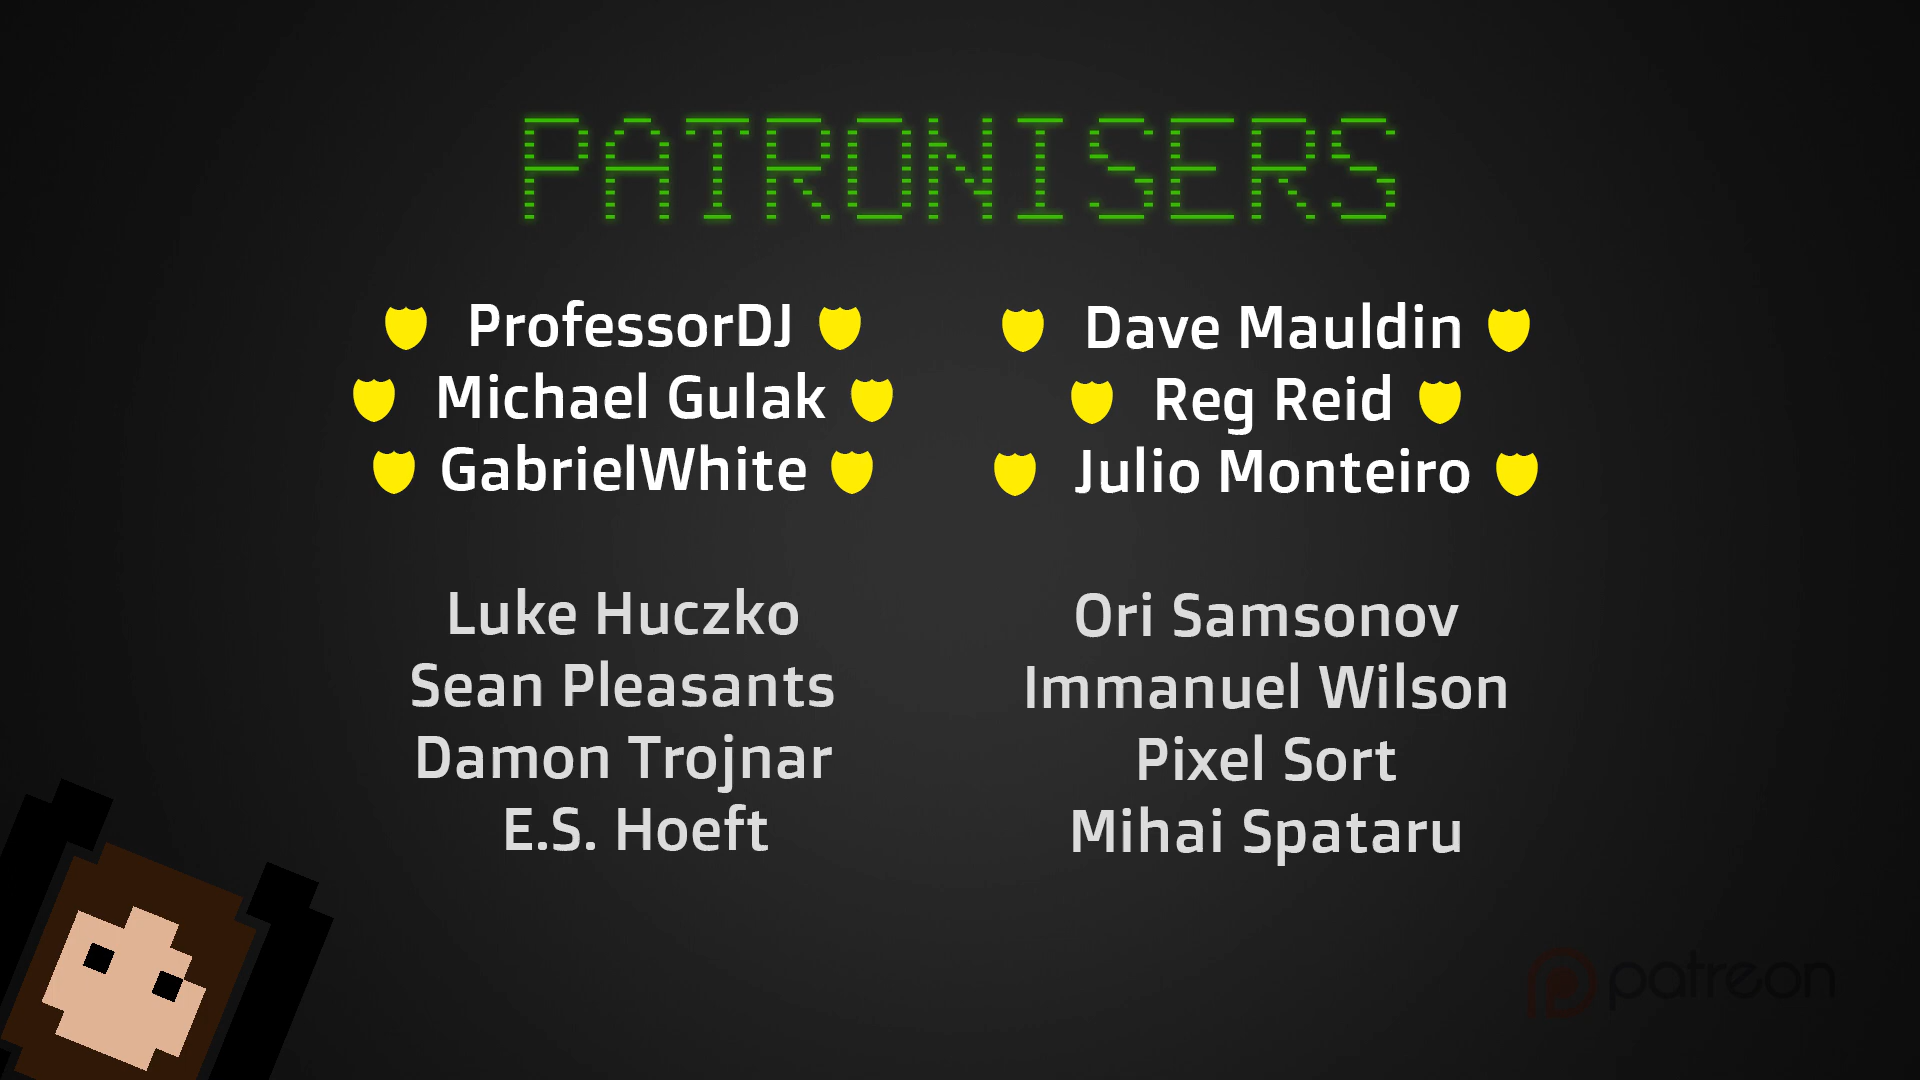 PATRONISERS
ProfessorDJ
Michael Gulak
GabrielWhite
Dave Mauldin
Reg Reid
Julio Monteiro
Luke Huczko
Sean Pleasants
Damon Trojnar
E.S. Hoeft
Ori Samsonov
Immanuel Wilson
Pixel Sort
Mihai Spataru
patreon